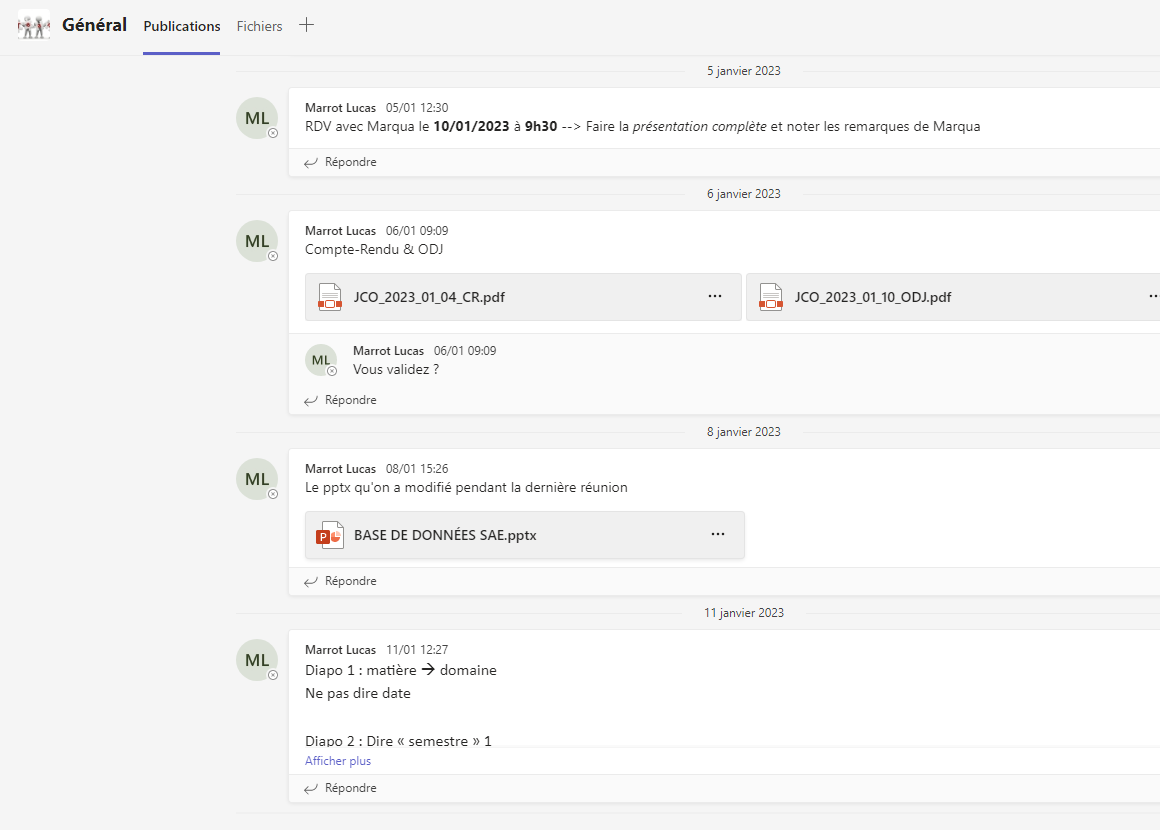 Général Publications Fichiers
5 janvier 2023
ML
Marrot Lucas 05/01 12:30
RDV avec Marqua le 10/01/2023 à 9h30 --> Faire la présentation complète et noter les remarques de Marqua
Répondre
6 janvier 2023
ML
Marrot Lucas 06/01 09:09
Compte-Rendu & ODJ
JCO_2023_01_04_CR.pdf ... JCO_2023_01_10_ODJ.pdf ...
ML
Marrot Lucas 06/01 09:09
Vous validez ?
Répondre
8 janvier 2023
ML
Marrot Lucas 08/01 15:26
Le pptx qu'on a modifié pendant la dernière réunion
P
BASE DE DONNÉES SAE.pptx ...
Répondre
11 janvier 2023
ML
Marrot Lucas 11/01 12:27
Diapo 1 : matière → domaine
Ne pas dire date
Diapo 2 : Dire « semestre » 1
Afficher plus
Répondre